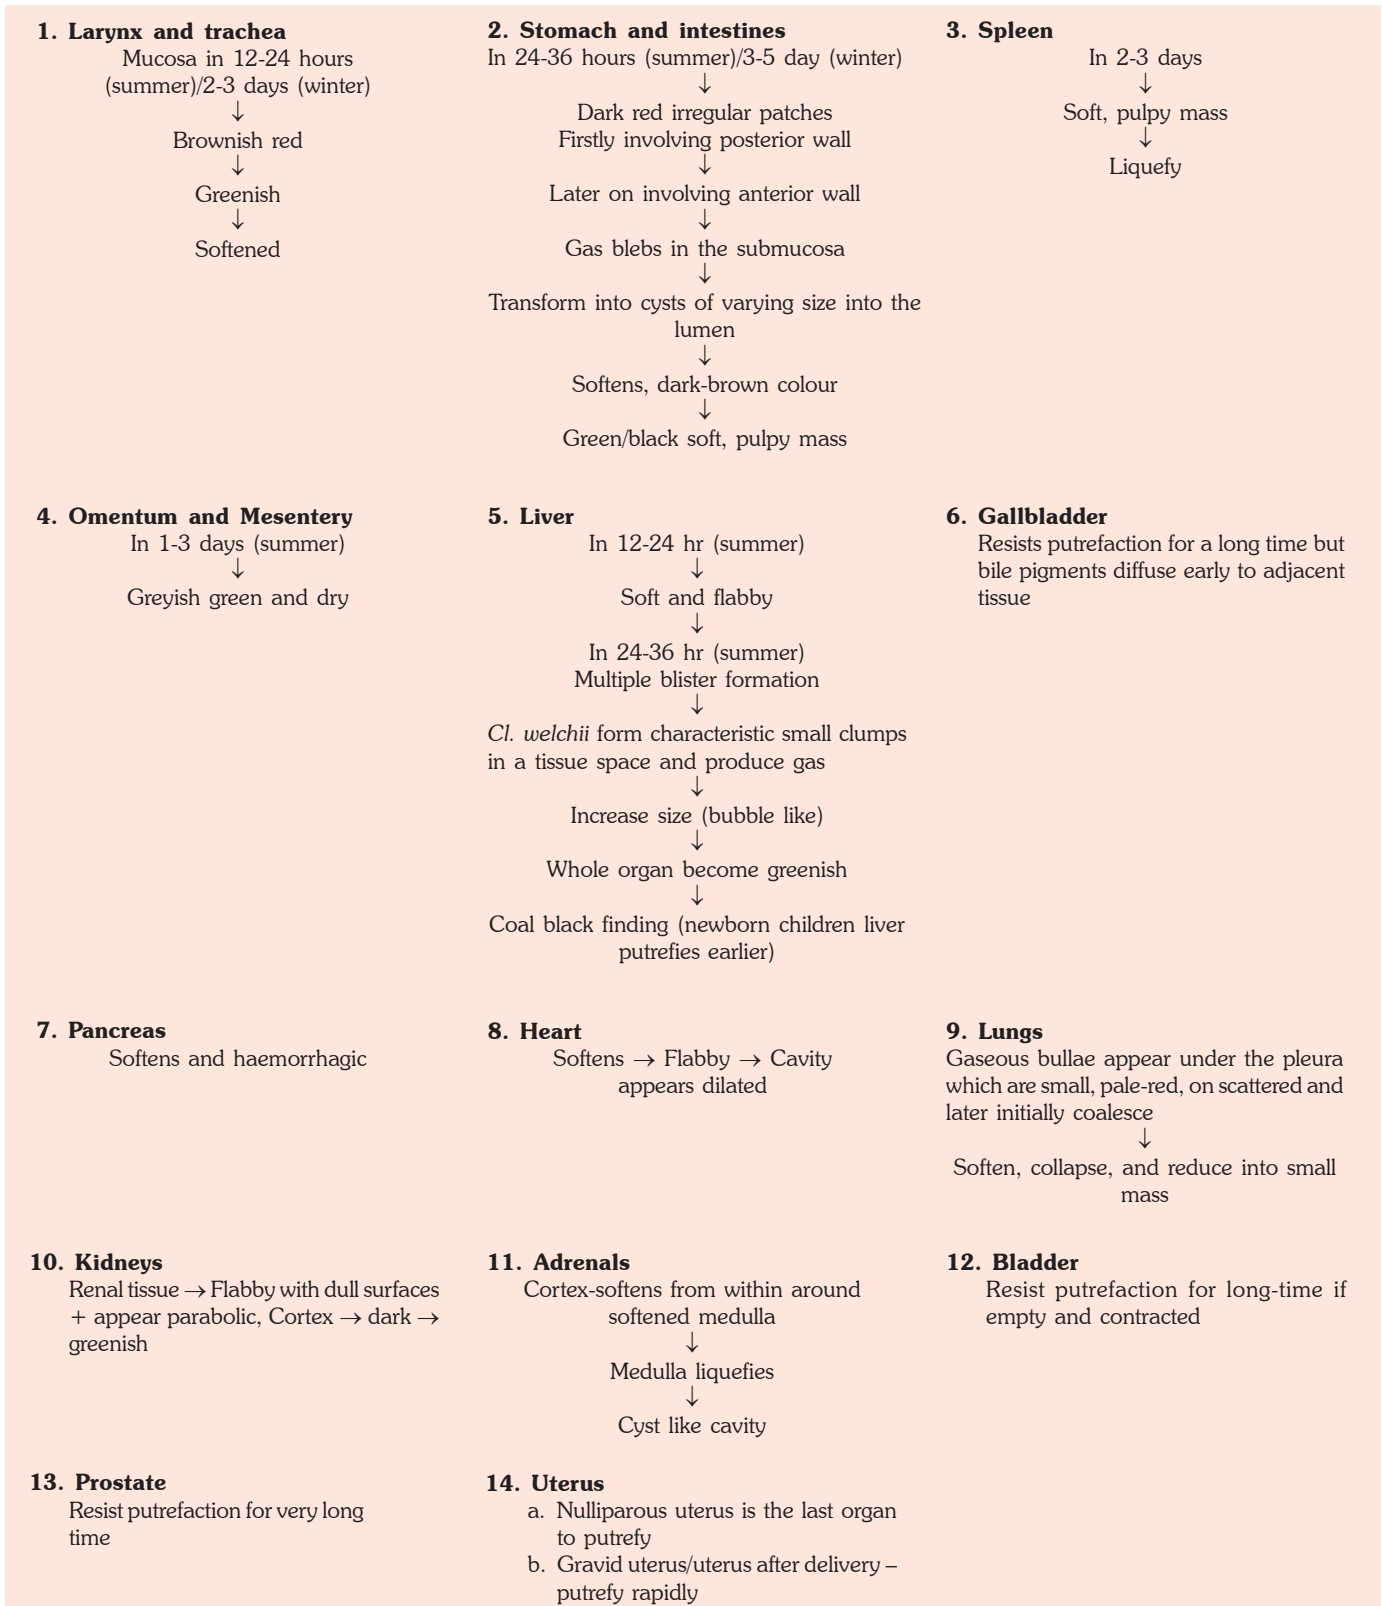 1. Larynx and trachea
Mucosa in 12-24 hours
(summer)/2-3 days (winter)
↓
Brownish red
↓
Greenish
↓
Softened
2. Stomach and intestines
In 24-36 hours (summer)/3-5 day (winter)
↓
Dark red irregular patches
Firstly involving posterior wall
↓
Later on involving anterior wall
↓
Gas blebs in the submucosa
↓
Transform into cysts of varying size into the
lumen
↓
Softens, dark-brown colour
↓
Green/black soft, pulpy mass
3. Spleen
In 2-3 days
↓
Soft, pulpy mass
↓
Liquefy
4. Omentum and Mesentery
In 1-3 days (summer)
↓
Greyish green and dry
5. Liver
In 12-24 hr (summer)
↓
Soft and flabby
↓
In 24-36 hr (summer)
Multiple blister formation
↓
Cl. welchii form characteristic small clumps
in a tissue space and produce gas
↓
Increase size (bubble like)
↓
Whole organ become greenish
↓
Coal black finding (newborn children liver
putrefies earlier)
6. Gallbladder
Resists putrefaction for a long time but
bile pigments diffuse early to adjacent
tissue
7. Pancreas
Softens and haemorrhagic
8. Heart
Softens → Flabby → Cavity
appears dilated
9. Lungs
Gaseous bullae appear under the pleura
which are small, pale-red, on scattered and
later initially coalesce
↓
Soften, collapse, and reduce into small
mass
10. Kidneys
Renal tissue → Flabby with dull surfaces
+ appear parabolic, Cortex → dark →
greenish
11. Adrenals
Cortex-softens from within around
softened medulla
↓
Medulla liquefies
↓
Cyst like cavity
12. Bladder
Resist putrefaction for long-time if
empty and contracted
13. Prostate
Resist putrefaction for very long
time
14. Uterus
a. Nulliparous uterus is the last organ
to putrefy
b. Gravid uterus/uterus after delivery –
putrefy rapidly